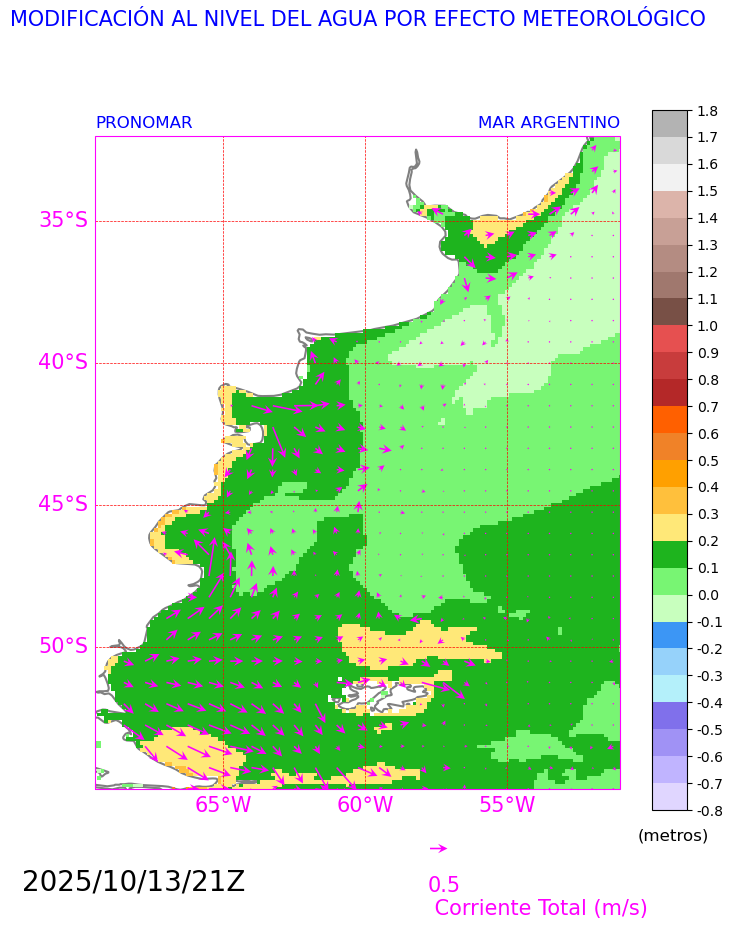 MODIFICACIÓN AL NIVEL DEL AGUA POR EFECTO METEOROLÓGICO
PRONOMAR MAR ARGENTINO
1.8
1.7
1.6
1.5
1.4
1.3
1.2
1.1
1.0
0.9
0.8
0.7
0.6
0.5
0.4
0.3
0.2
0.1
0.0
-0.1
-0.2
-0.3
-0.4
-0.5
-0.6
-0.7
-0.8
(metros)
35°S
40°S
45°S
50°S
65°W 60°W 55°W
2025/10/13/21Z
0.5
Corriente Total (m/s)